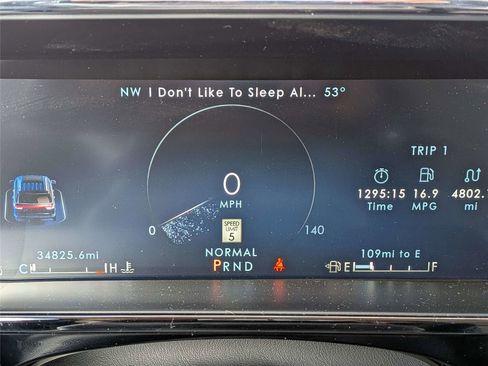 NW I Don't Like To Sleep Al... 53°
TRIP 1
0
MPH
1295:15 16.9 4802.
Time MPG mi
0 SPEED LIMIT 5 140
34825.6mi NORMAL 109mi to E
C H PRND E F